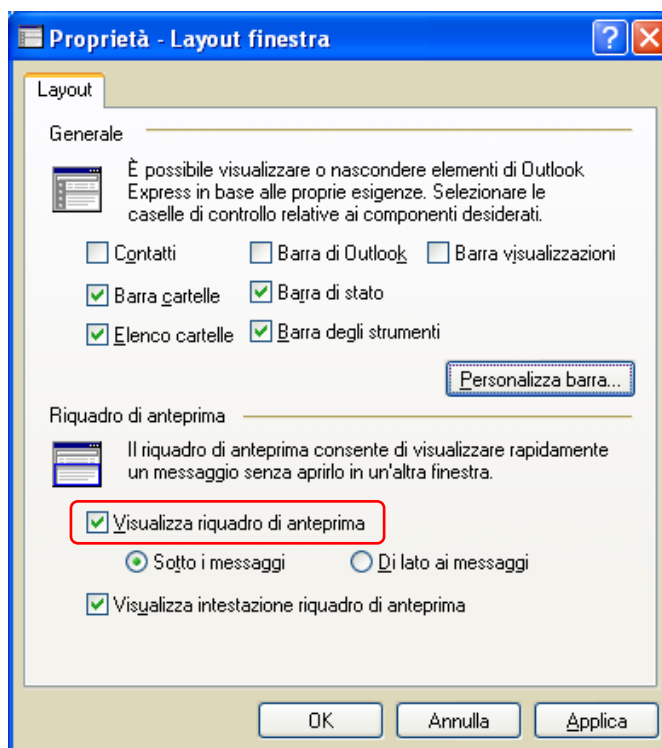 Proprietà - Layout finestra
Layout
Generale
È possibile visualizzare o nascondere elementi di Outlook
Express in base alle proprie esigenze. Selezionare le
caselle di controllo relative ai componenti desiderati.
Contatti Barra di Outlook Barra visualizzazioni
Barra cartelle Barra di stato
Elenco cartelle Barra degli strumenti
Personalizza barra...
Riquadro di anteprima
Il riquadro di anteprima consente di visualizzare rapidamente
un messaggio senza aprirlo in un'altra finestra.
Visualizza riquadro di anteprima
Sotto i messaggi Di lato ai messaggi
Visualizza intestazione riquadro di anteprima
OK Annulla Applica